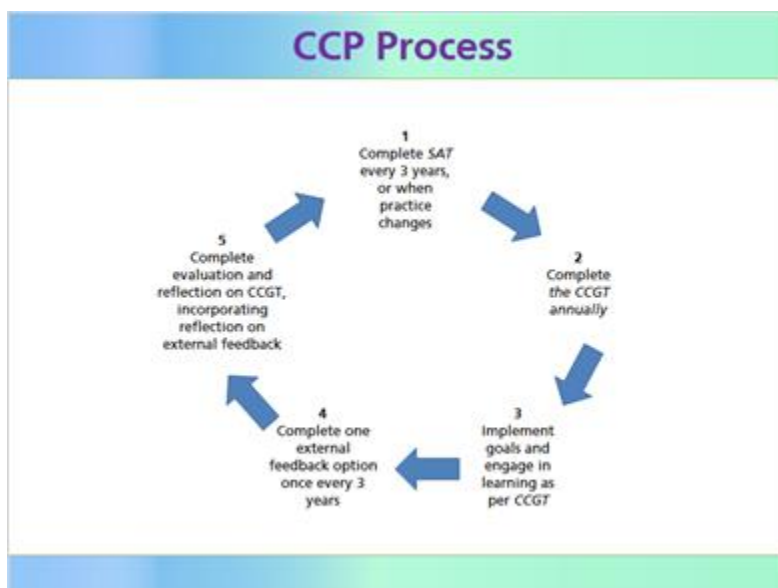 CCP Process
1
Complete SAT
every 3 years,
or when
practice
changes
2
Complete
the CCGT
annually
3
Implement
goals and
engage in
learning as
per CCGT
4
Complete one
external
feedback option
once every 3
years
5
Complete
evaluation and
reflection on CCGT,
incorporating
reflection on
external feedback